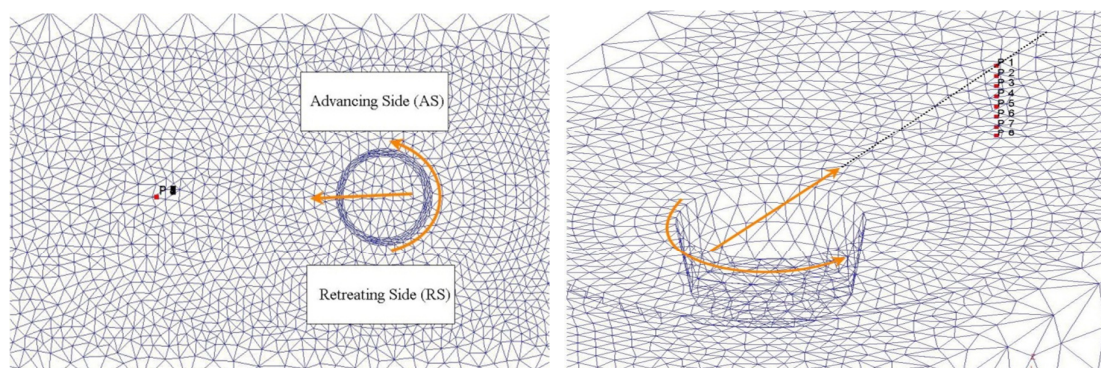 Advancing Side (AS)
P
Retreating Side (RS)
P 1
P 2
P 3
P 4
P 5
P 6
P 7
P 8